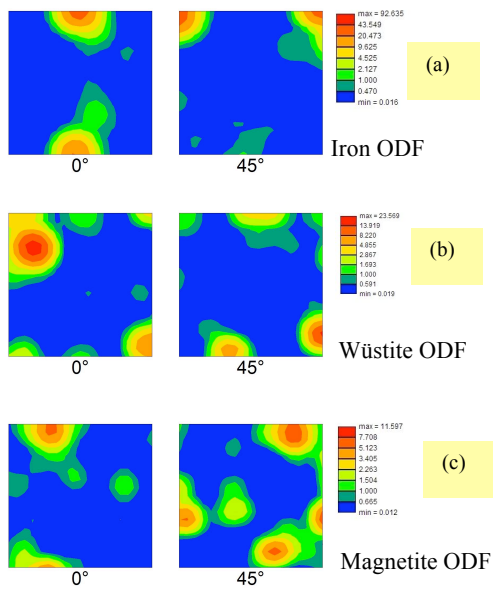 max = 92.635
43.549
20.473
9.625
4.525
2.127
1.000
0.470
min = 0.016
(a)
0°
45°
Iron ODF
max = 23.569
13.919
8.220
4.855
2.867
1.693
1.000
0.591
min = 0.019
(b)
0°
45°
Wüstite ODF
max = 11.597
7.708
5.123
3.405
2.263
1.504
1.000
0.665
min = 0.012
(c)
0°
45°
Magnetite ODF